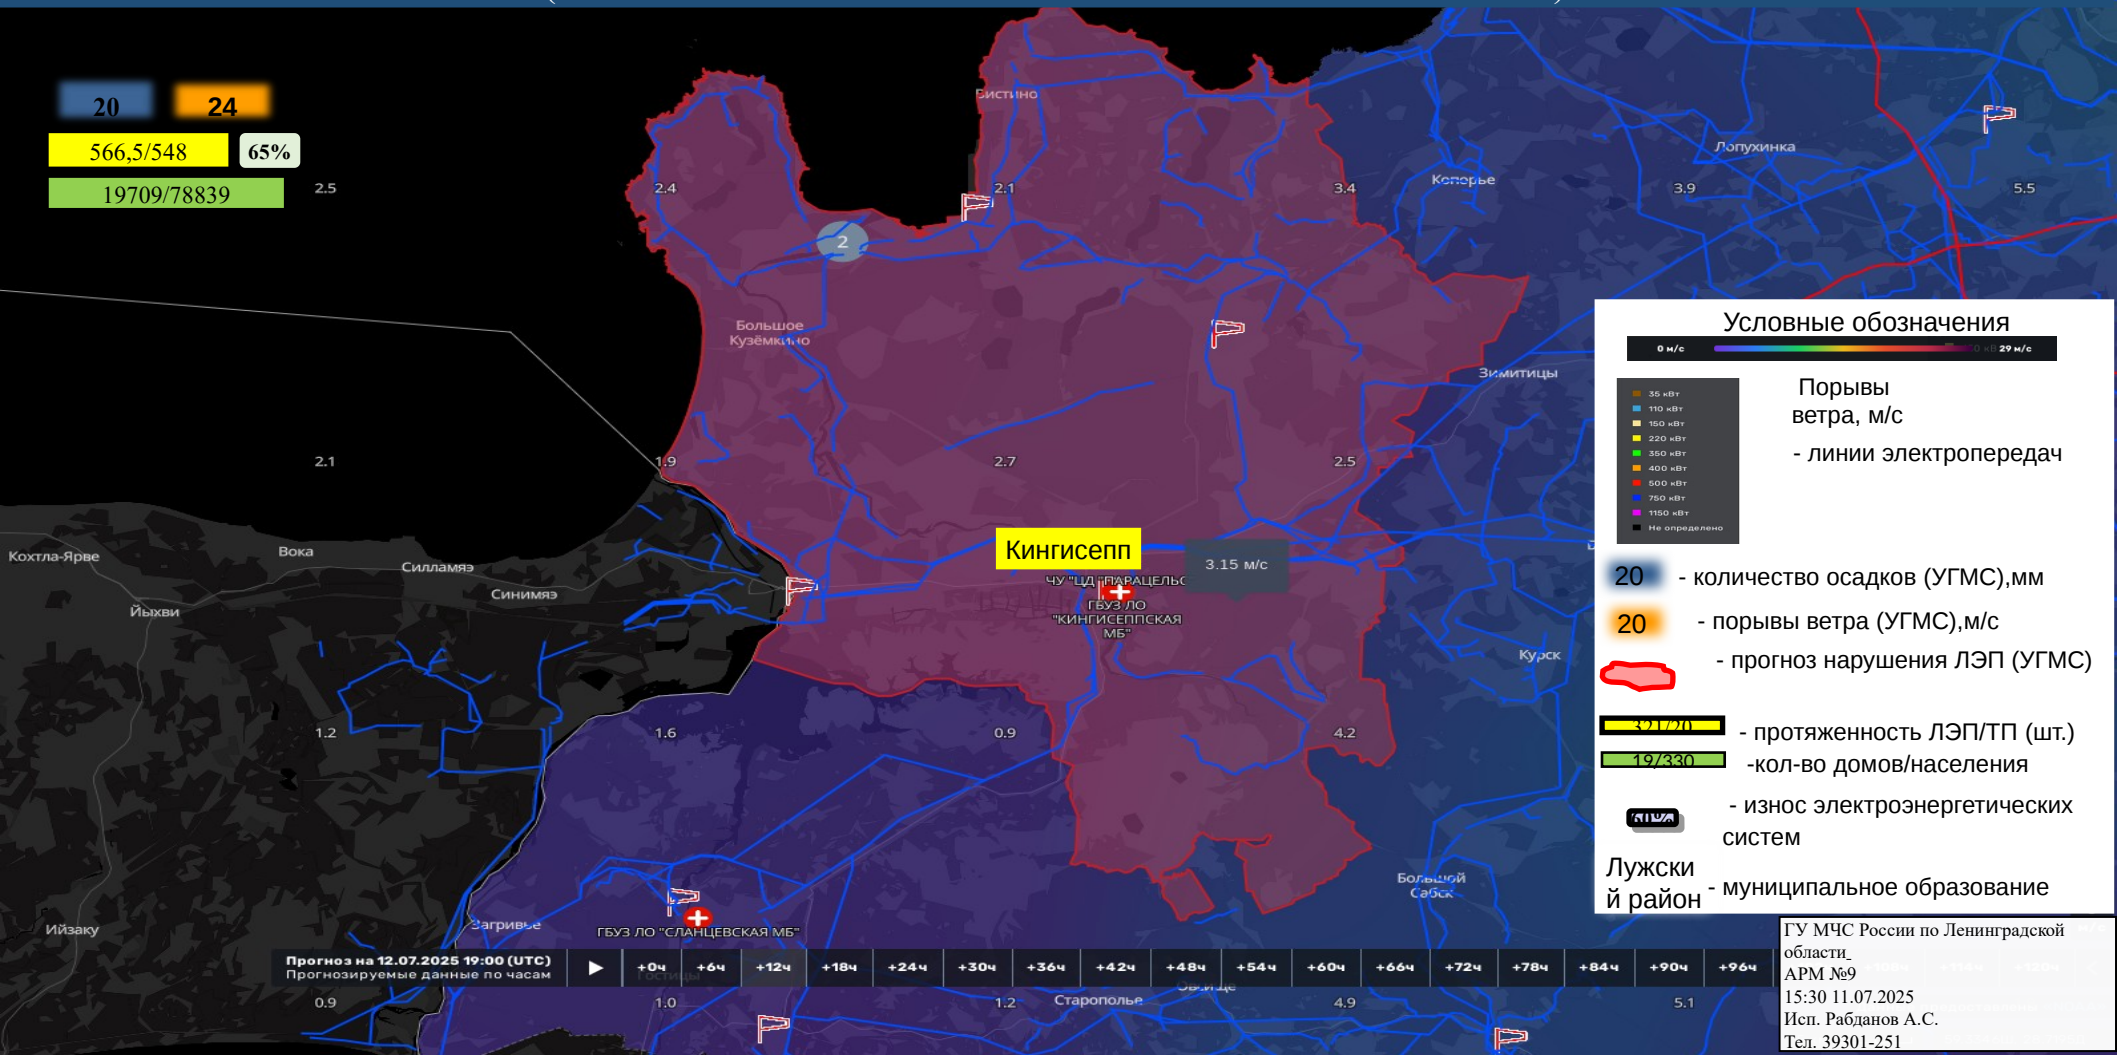 20 24
566,5/548 65%
19709/78839
2.5 2.4 2.1 3.4 3.9 5.5
Вистино
Лопухинка
Копорье
2
Большое
Кузёмкино
Зимитицы
2.1 1.9 2.7 2.5
Кингисепп
3.15 м/с
ЧУ "ЦД "ПАРАЦЕЛЬС
ГБУЗ ЛО
"КИНГИСЕППСКАЯ
МБ"
Кохтла-Ярве
Вока
Силламяэ
Синимяэ
Йыхви
Курск
1.2 1.6 0.9 4.2
Большой
Сабск
Загривье
ГБУЗ ЛО "СЛАНЦЕВСКАЯ МБ"
Ийзаку
Прогноз на 12.07.2025 19:00 (UTC)
Прогнозируемые данные по часам
+0ч +6ч +12ч +18ч +24ч +30ч +36ч +42ч +48ч +54ч +60ч +66ч +72ч +78ч +84ч +90ч +96ч
Гостицы
0.9 1.0 1.2 4.9 5.1
Старополье
Условные обозначения
0 м/с 29 м/с
35 кВт
110 кВт
150 кВт
220 кВт
350 кВт
400 кВт
500 кВт
750 кВт
1150 кВт
Не определено
Порывы
ветра, м/с
- линии электропередач
20 - количество осадков (УГМС),мм
20 - порывы ветра (УГМС),м/с
- прогноз нарушения ЛЭП (УГМС)
321/20 - протяженность ЛЭП/ТП (шт.)
19/330 -кол-во домов/населения
- износ электроэнергетических
систем
Лужски
й район - муниципальное образование
ГУ МЧС России по Ленинградской
области_
АРМ №9
15:30 11.07.2025
Исп. Рабданов А.С.
Тел. 39301-251